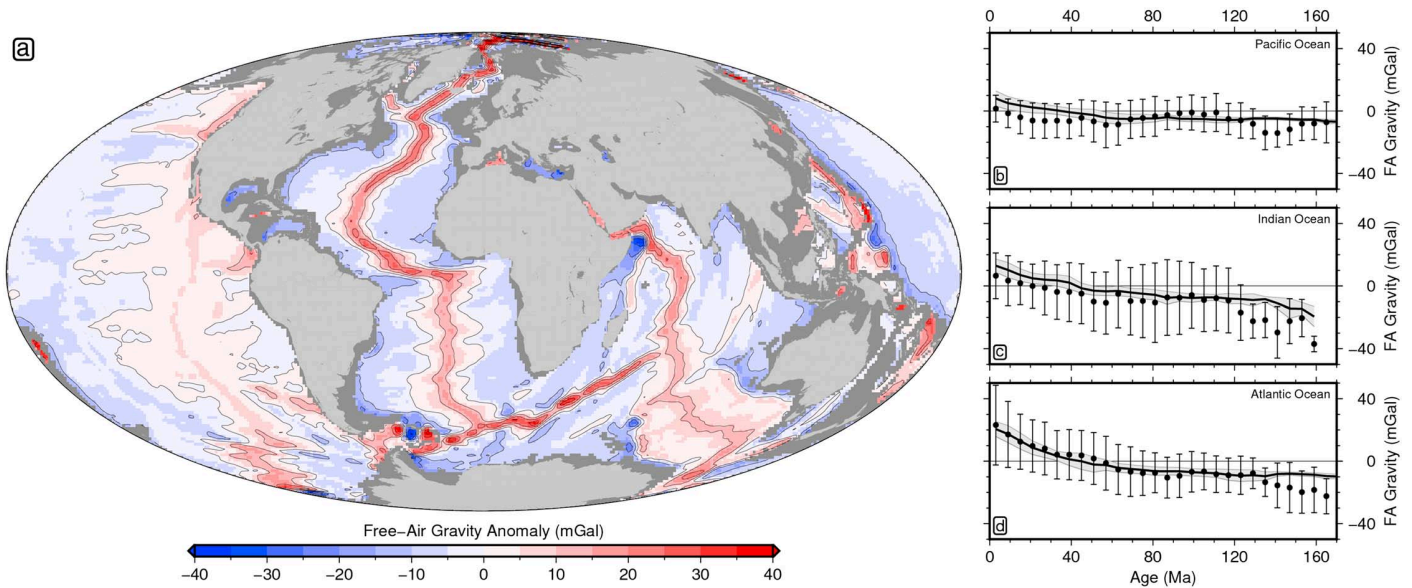 a
Free−Air Gravity Anomaly (mGal)
−40 −30 −20 −10 0 10 20 30 40
0 40 80 120 160
Pacific Ocean
40
0
−40
FA Gravity (mGal)
b
Indian Ocean
40
0
−40
FA Gravity (mGal)
c
Atlantic Ocean
40
0
−40
FA Gravity (mGal)
d
0 40 80 120 160
Age (Ma)